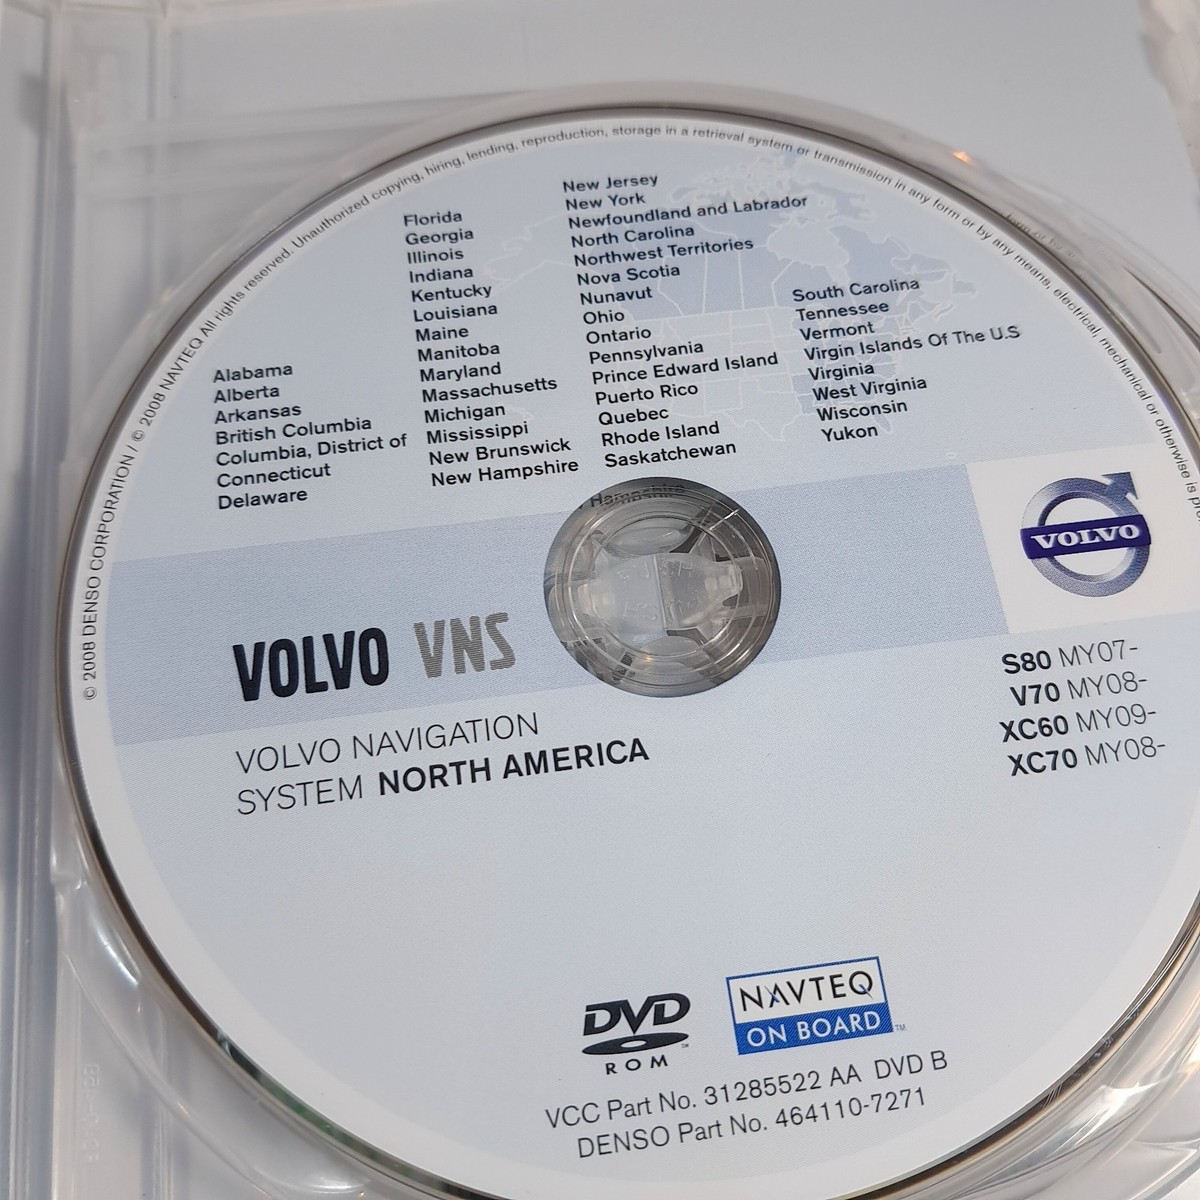 © 2008 DENSO CORPORATION / © 2008 NAVTEQ All rights reserved. Unauthorized copying, hiring, lending, reproduction, storage in a retrieval system or transmission in any form or by any means, electrical, mechanical or otherwise is
Alabama
Alberta
Arkansas
British Columbia
Columbia, District of
Connecticut
Delaware
Florida
Georgia
Illinois
Indiana
Kentucky
Louisiana
Maine
Manitoba
Maryland
Massachusetts
Michigan
Mississippi
New Brunswick
New Hampshire
New Jersey
New York
Newfoundland and Labrador
North Carolina
Northwest Territories
Nova Scotia
Nunavut
Ohio
Ontario
Pennsylvania
Prince Edward Island
Puerto Rico
Quebec
Rhode Island
Saskatchewan
South Carolina
Tennessee
Vermont
Virgin Islands Of The U.S
Virginia
West Virginia
Wisconsin
Yukon
VOLVO
VOLVO VNS
VOLVO NAVIGATION
SYSTEM NORTH AMERICA
S80 MY07-
V70 MY08-
XC60 MY09-
XC70 MY08-
DVD
ROM
NAVTEQ
ON BOARD™
VCC Part No. 31285522 AA DVD B
DENSO Part No. 464110-7271